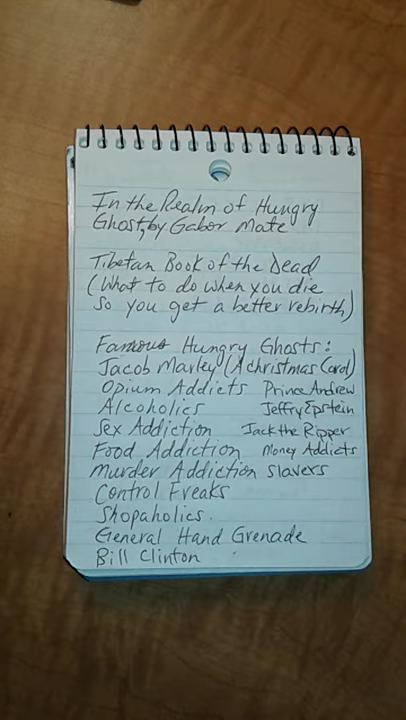 In the Realm of Hungry
Ghost, by Gabor Mate
Tibetan Book of the Dead
(What to do when you die
so you get a better rebirth)
Famous Hungry Ghosts:
Jacob Marley (A christmas Carol)
Opium Addicts Prince Andrew
Alcoholics Jeffry Epstein
Sex Addiction Jack the Ripper
Food Addiction Money Addicts
Murder Addiction slavers
Control Freaks
Shopaholics.
General Hand Grenade
Bill Clinton